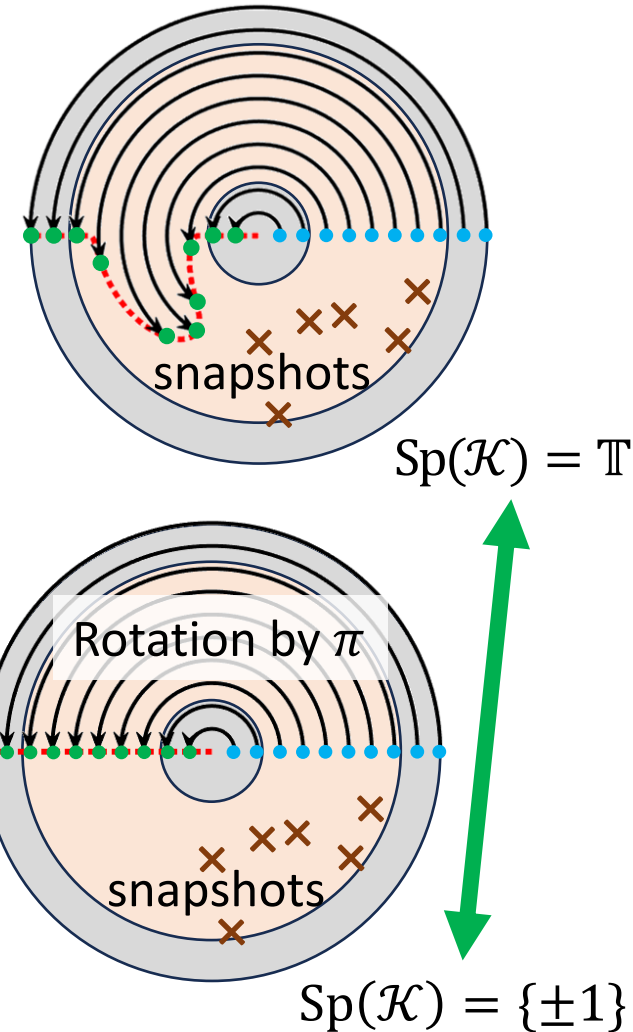 snapshots
Sp(𝒦) = 𝕋
Rotation by π
snapshots
Sp(𝒦) = {±1}